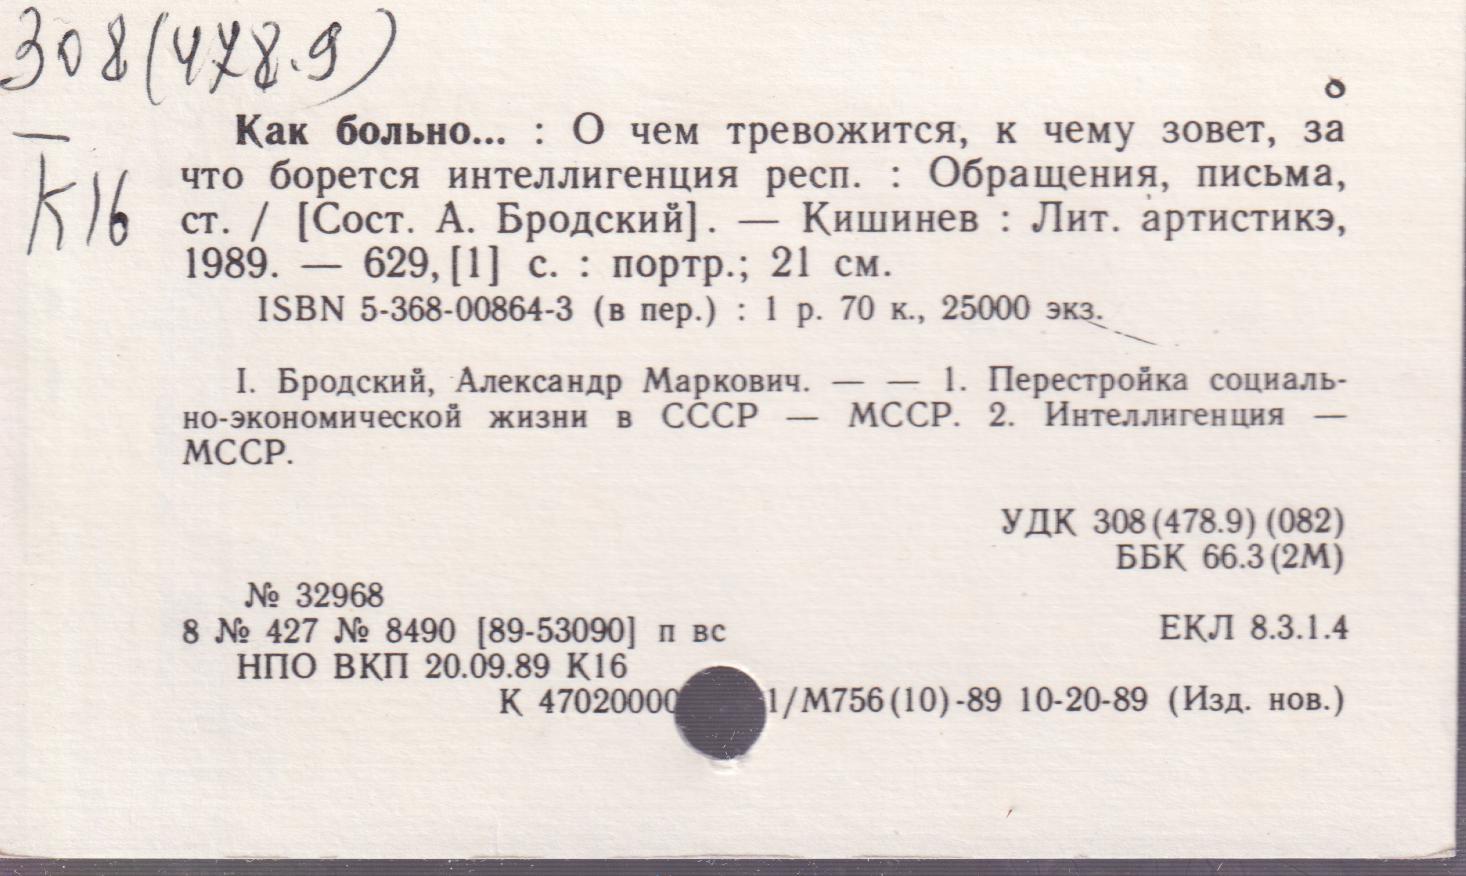 308(478.9)
К16
Как больно... : О чем тревожится, к чему зовет, за
что борется интеллигенция респ. : Обращения, письма,
ст. / [Сост. А. Бродский]. — Кишинев : Лит. артистикэ,
1989. — 629, [1] с. : портр.; 21 см.
ISBN 5-368-00864-3 (в пер.) : 1 р. 70 к., 25000 экз.
I. Бродский, Александр Маркович. — — 1. Перестройка социаль-
но-экономической жизни в СССР — МССР. 2. Интеллигенция —
МССР.
УДК 308(478.9)(082)
ББК 66.3(2М)
№ 32968
8 № 427 № 8490 [89-53090] п вс
ЕКЛ 8.3.1.4
НПО ВКП 20.09.89 К16
К 1/М756(10)-89 10-20-89 (Изд. нов.)